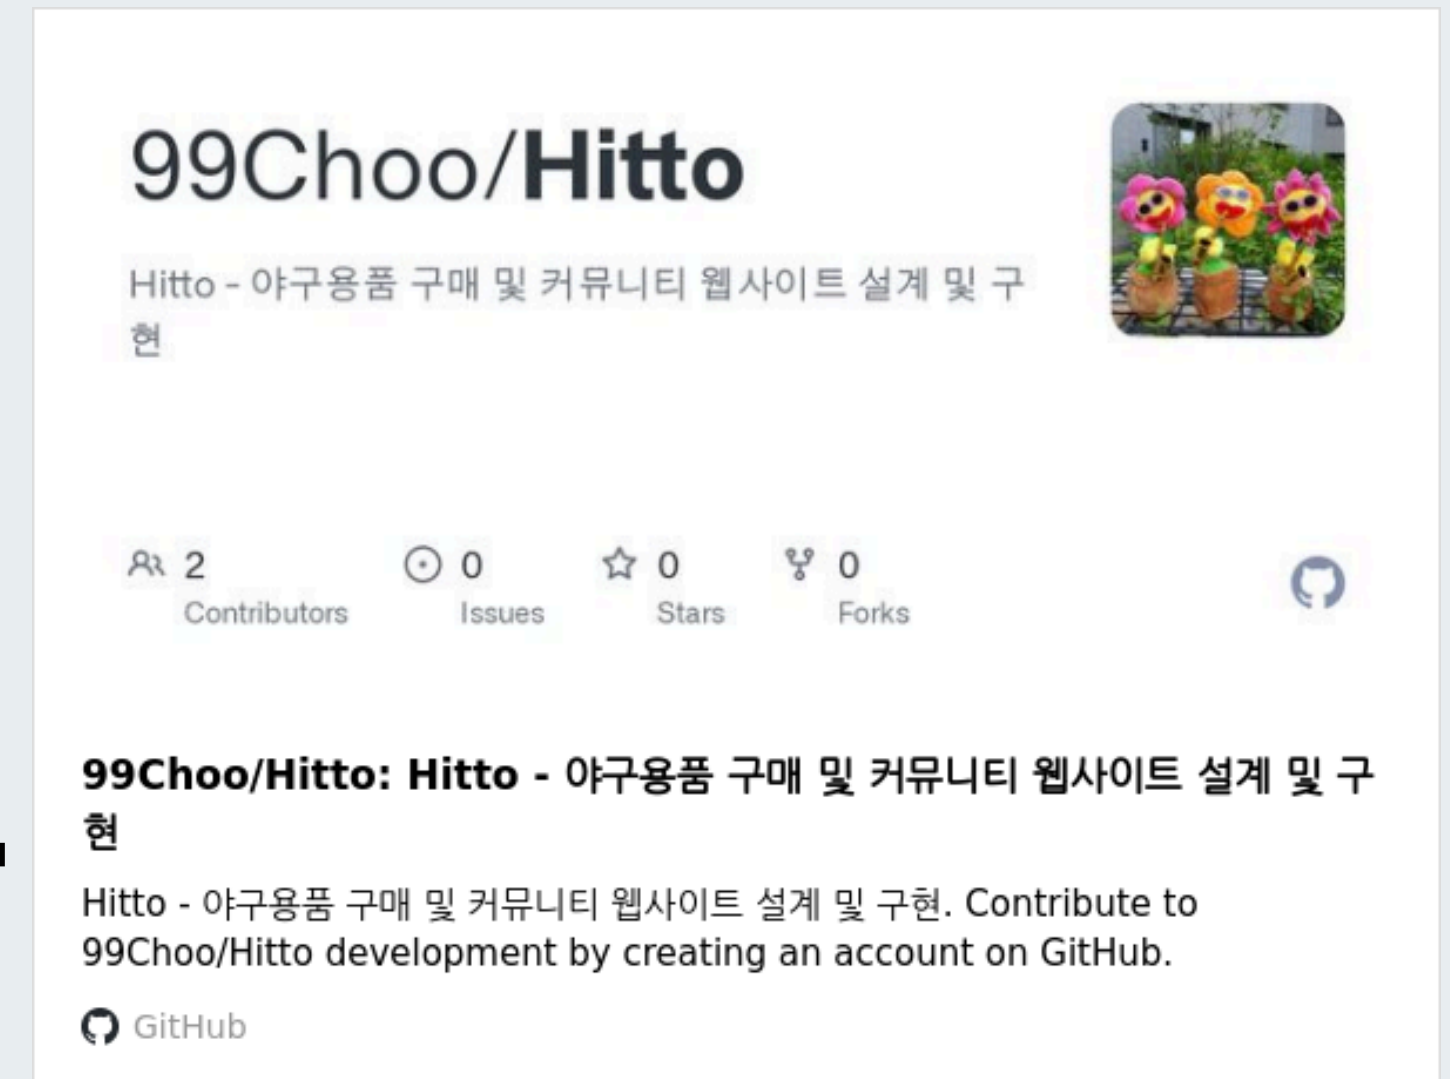 99Choo/Hitto
Hitto - 야구용품 구매 및 커뮤니티 웹사이트 설계 및 구
현
2 0 0 0
Contributors Issues Stars Forks
99Choo/Hitto: Hitto - 야구용품 구매 및 커뮤니티 웹사이트 설계 및 구
현
Hitto - 야구용품 구매 및 커뮤니티 웹사이트 설계 및 구현. Contribute to
99Choo/Hitto development by creating an account on GitHub.
GitHub